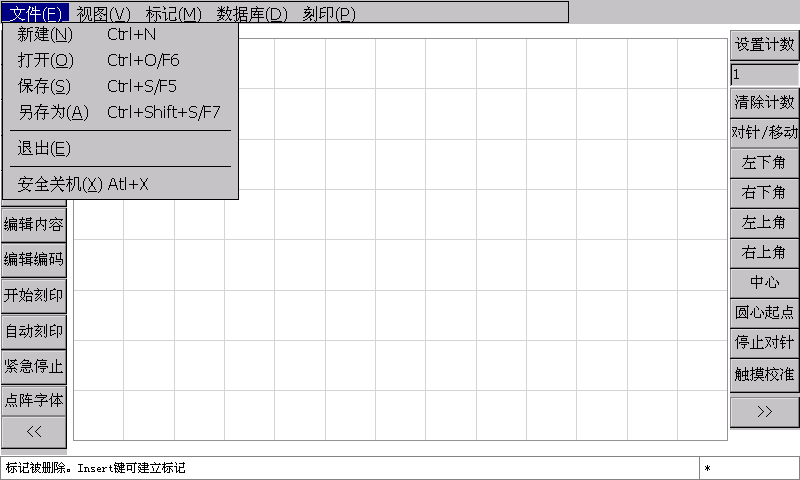 文件(F) 视图(V) 标记(M) 数据库(D) 刻印(P)
新建(N) Ctrl+N
打开(O) Ctrl+O/F6
保存(S) Ctrl+S/F5
另存为(A) Ctrl+Shift+S/F7
退出(E)
安全关机(X) Atl+X
编辑内容
编辑编码
开始刻印
自动刻印
紧急停止
点阵字体
<<
设置计数
1
清除计数
对针/移动
左下角
右下角
左上角
右上角
中心
圆心起点
停止对针
触摸校准
>>
标记被删除。Insert键可建立标记 *